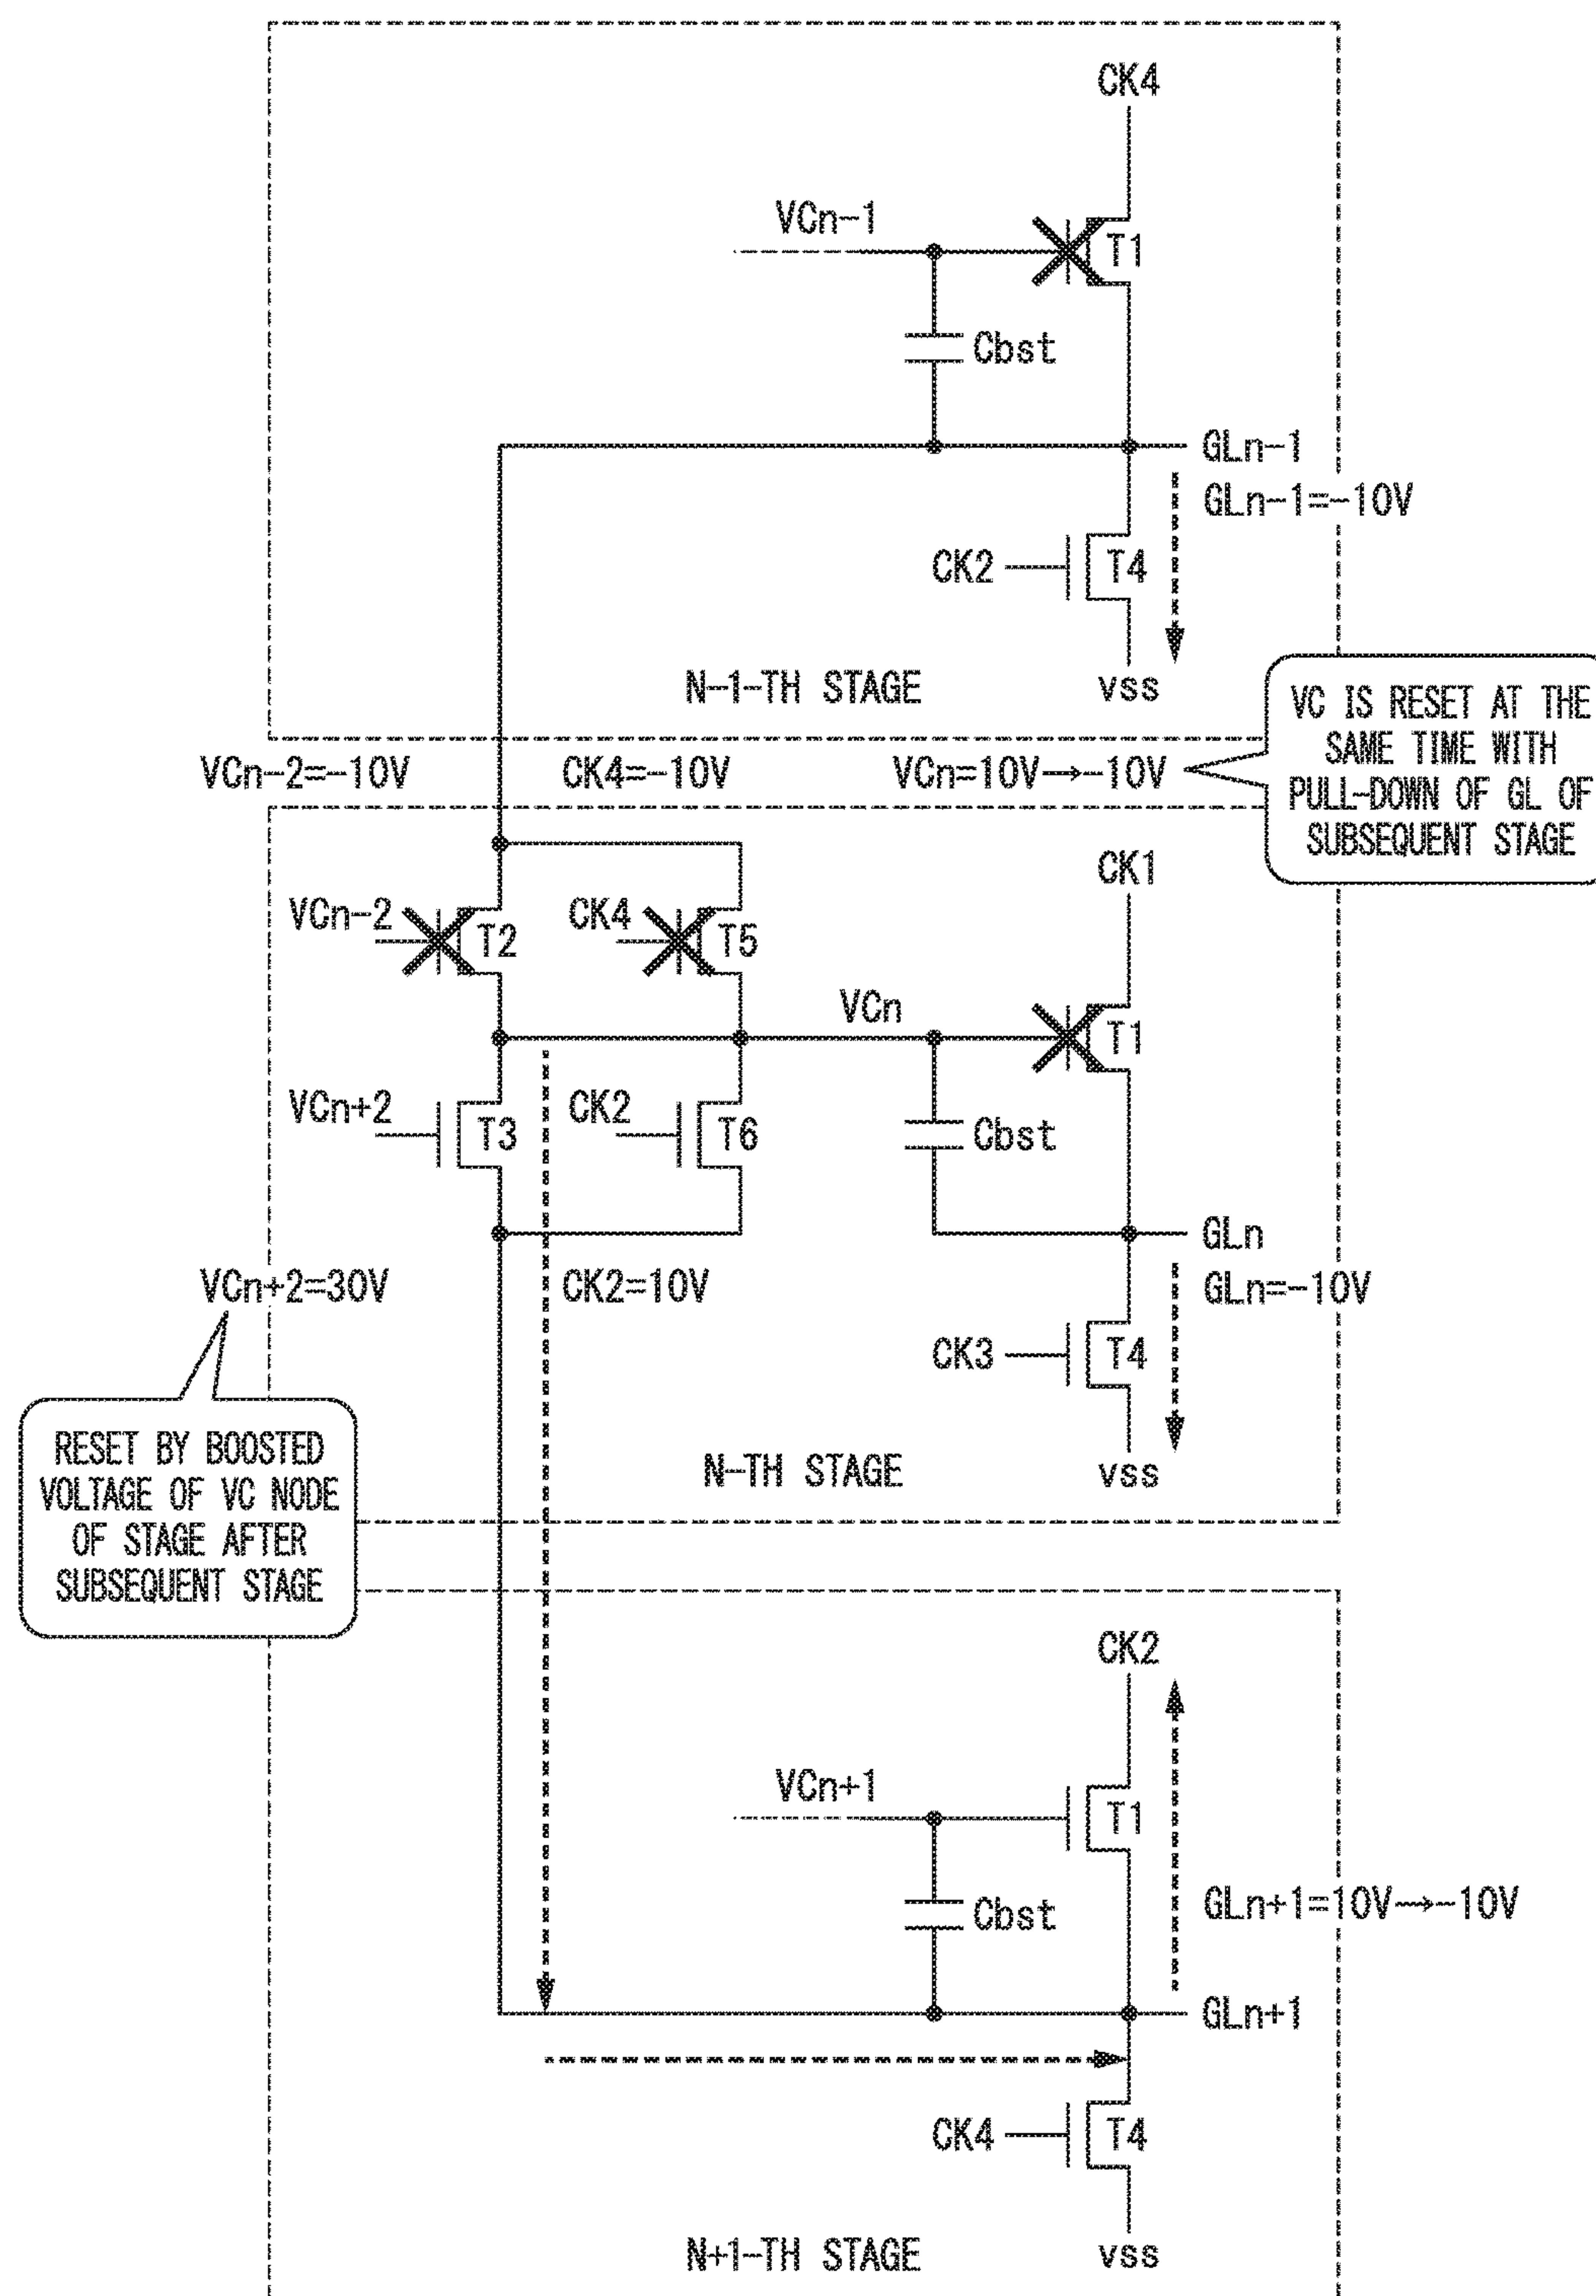 CK4
VCn-1
T1
Cbst
GLn-1
GLn-1=-10V
CK2
T4
N-1-TH STAGE
vss
VC IS RESET AT THE
SAME TIME WITH
PULL-DOWN OF GL OF
SUBSEQUENT STAGE
VCn-2=-10V
CK4=-10V
VCn=10V→-10V
CK1
VCn-2
T2
CK4
T5
VCn
T1
VCn+2
T3
CK2
T6
Cbst
GLn
GLn=-10V
VCn+2=30V
CK2=10V
CK3
T4
RESET BY BOOSTED
VOLTAGE OF VC NODE
OF STAGE AFTER
SUBSEQUENT STAGE
N-TH STAGE
vss
CK2
VCn+1
T1
Cbst
GLn+1=10V→-10V
GLn+1
CK4
T4
N+1-TH STAGE
vss